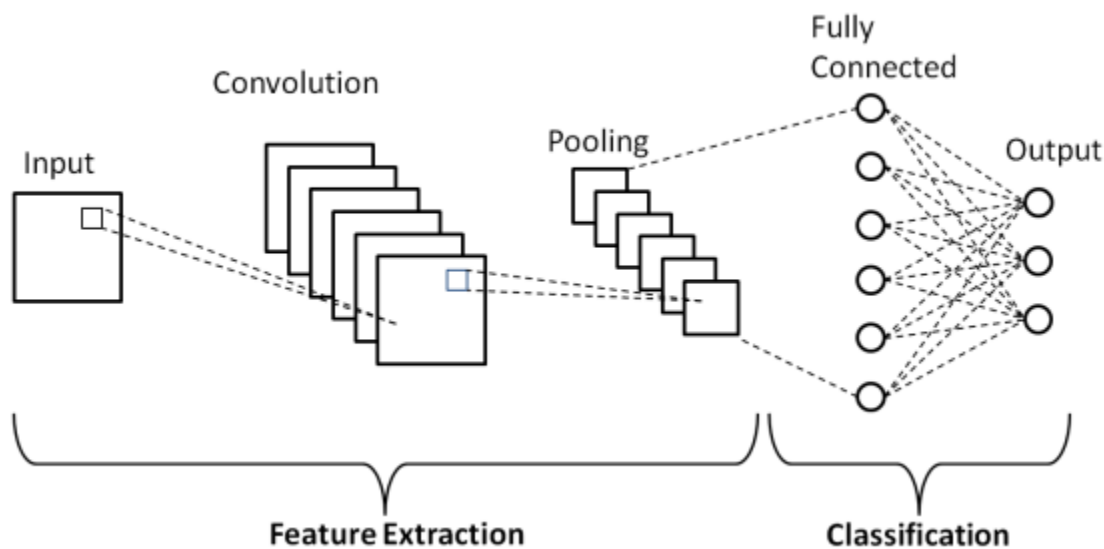 Input
Convolution
Pooling
Fully
Connected
Output
Feature Extraction
Classification